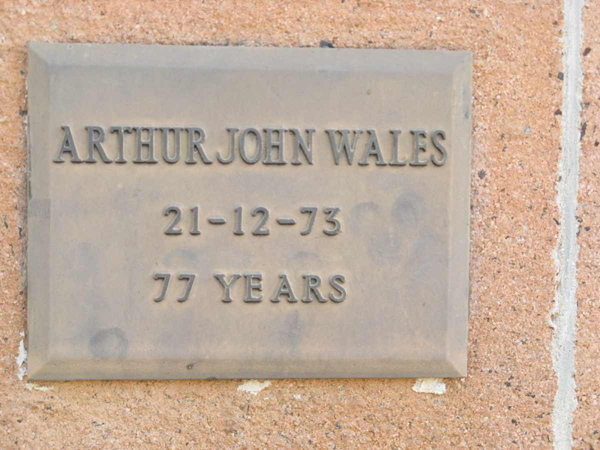 ARTHUR JOHN WALES
21-12-73
77 YEARS